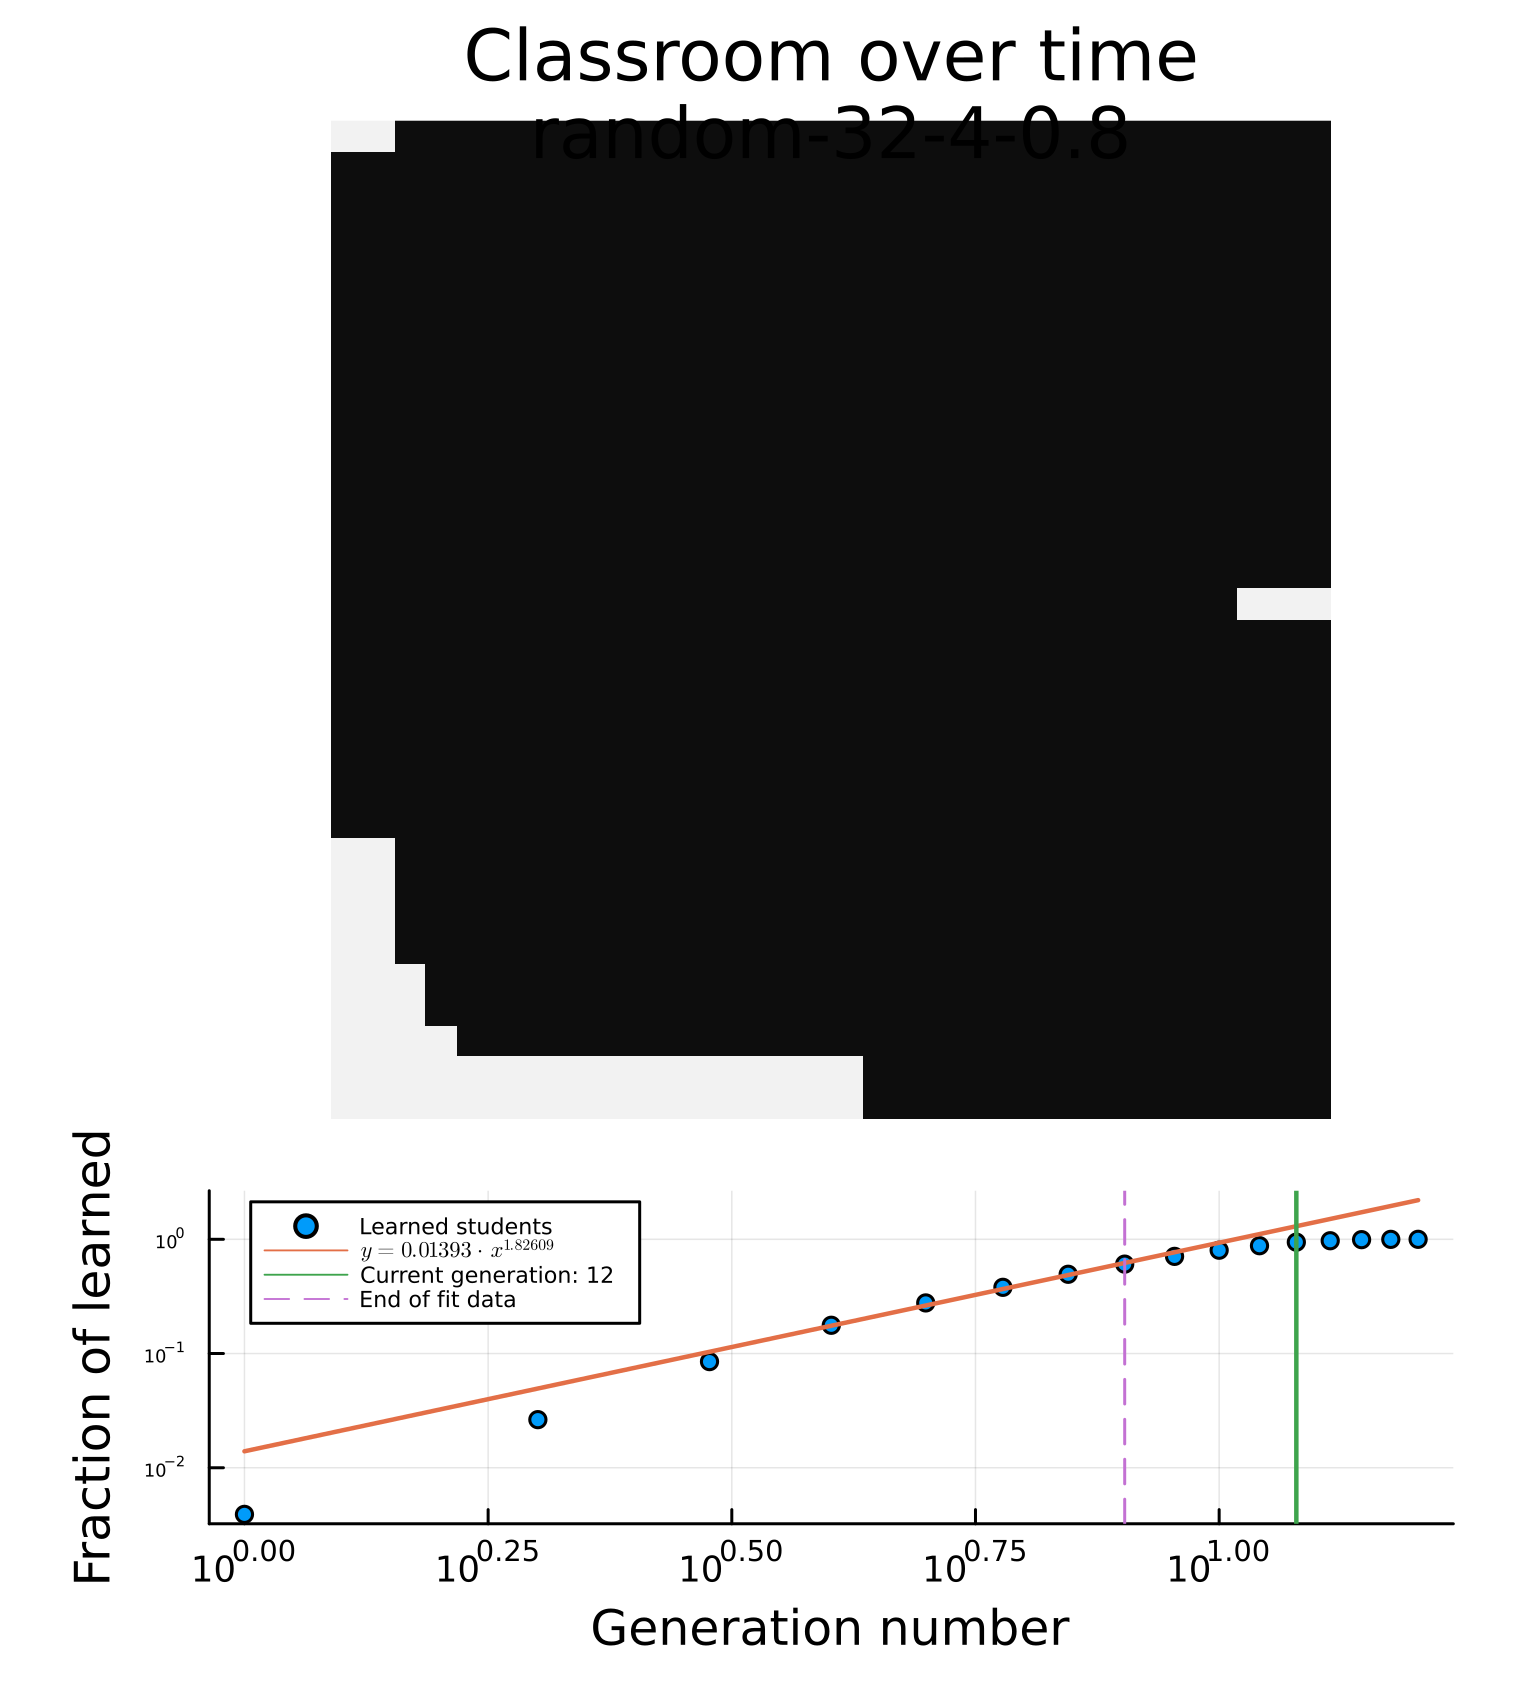 Classroom over time
random-32-4-0.8
Fraction of learned
10^0
10^−1
10^−2
Learned students
y = 0.01393 · x^1.82609
Current generation: 12
End of fit data
10^0.00 10^0.25 10^0.50 10^0.75 10^1.00
Generation number